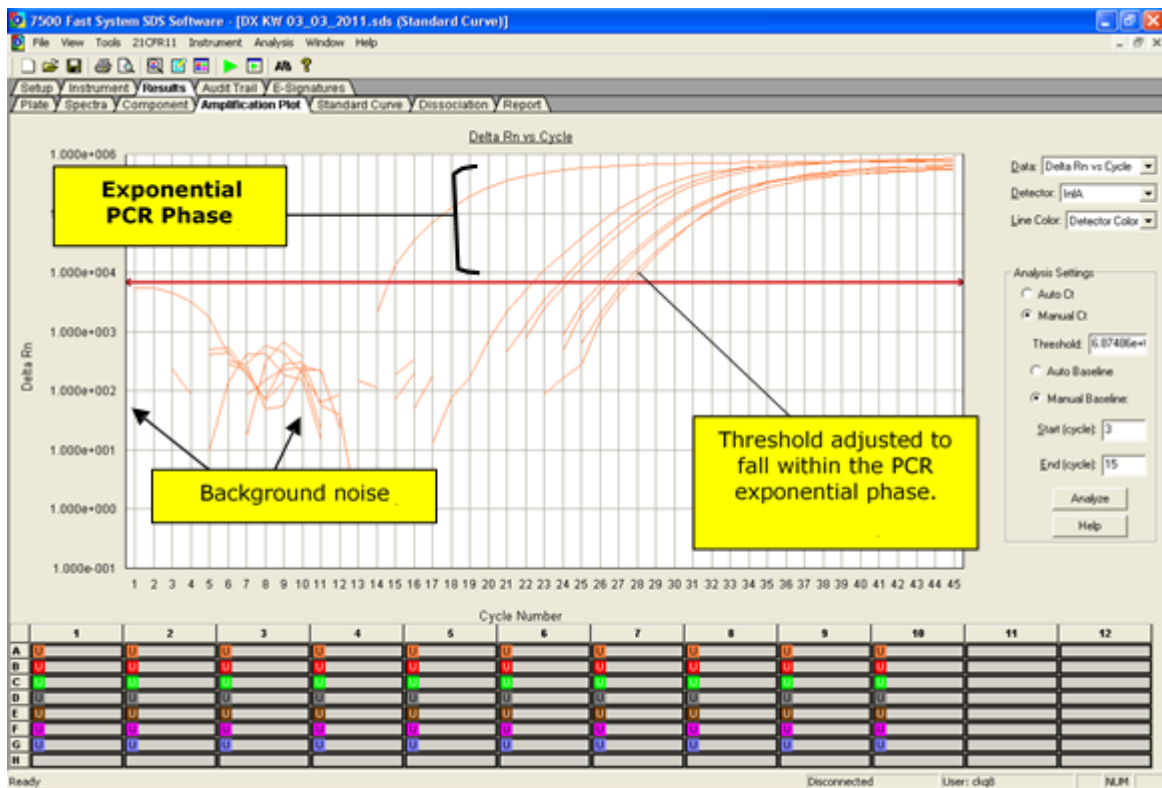 7500 Fast System SDS Software - [DX KW 03_03_2011.sds (Standard Curve)]
File View Tools 21CFR11 Instrument Analysis Window Help
Setup Instrument Results Audit Trail E-Signatures
Plate Spectra Component Amplification Plot Standard Curve Dissociation Report
Delta Rn vs Cycle
1.000e+006
1.000e+004
1.000e+003
1.000e+002
1.000e+001
1.000e+000
1.000e-001
Delta Rn
Exponential
PCR Phase
Background noise
Threshold adjusted to
fall within the PCR
exponential phase.
1 2 3 4 5 6 7 8 9 10 11 12 13 14 15 16 17 18 19 20 21 22 23 24 25 26 27 28 29 30 31 32 33 34 35 36 37 38 39 40 41 42 43 44 45
Cycle Number
Data: Delta Rn vs Cycle
Detector: InlA
Line Color: Detector Color
Analysis Settings
Auto Ct
Manual Ct
Threshold: 6.87486e+
Auto Baseline
Manual Baseline:
Start (cycle): 3
End (cycle): 15
Analyze
Help
1 2 3 4 5 6 7 8 9 10 11 12
A U U U U U U U U U U
B U U U U U U U U U U
C U U U U U U U U U U
D U U U U U U U U U U
E U U U U U U U U U U
F U U U U U U U U U U
G U U U U U U U U U U
H
Ready Disconnected User: ckq8 NUM